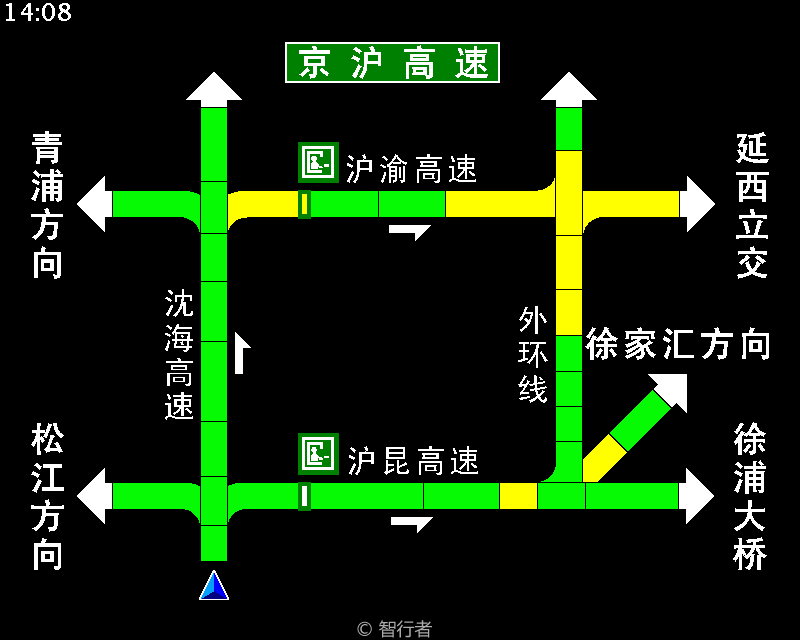 14:08
京沪高速
青浦方向
沪渝高速
延西立交
沈海高速
外环线
徐家汇方向
松江方向
沪昆高速
徐浦大桥
© 智行者